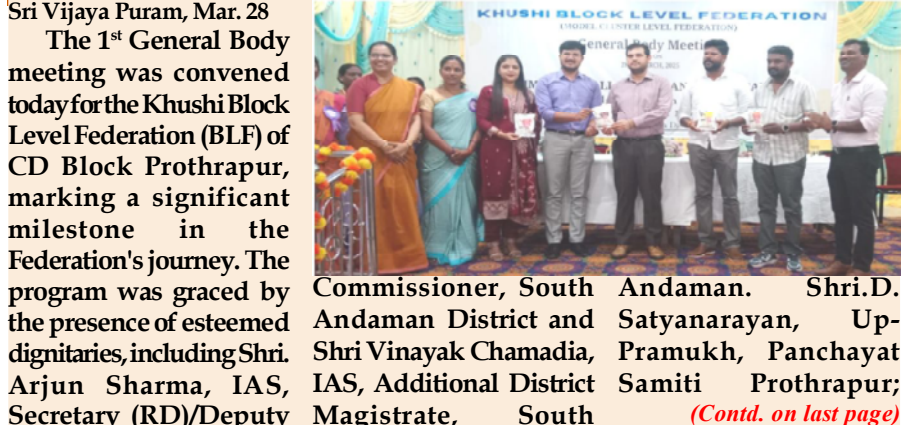 Sri Vijaya Puram, Mar. 28
The 1st General Body
meeting was convened
today for the Khushi Block
Level Federation (BLF) of
CD Block Prothrapur,
marking a significant
milestone in the
Federation's journey. The
program was graced by
the presence of esteemed
dignitaries, including Shri.
Arjun Sharma, IAS,
Secretary (RD)/Deputy
KHUSHI BLOCK LEVEL FEDERATION
(MODEL CLUSTER LEVEL FEDERATION)
General Body Meeting
Commissioner, South
Andaman District and
Shri Vinayak Chamadia,
IAS, Additional District
Magistrate, South
Andaman. Shri.D.
Satyanarayan, Up-
Pramukh, Panchayat
Samiti Prothrapur;
(Contd. on last page)